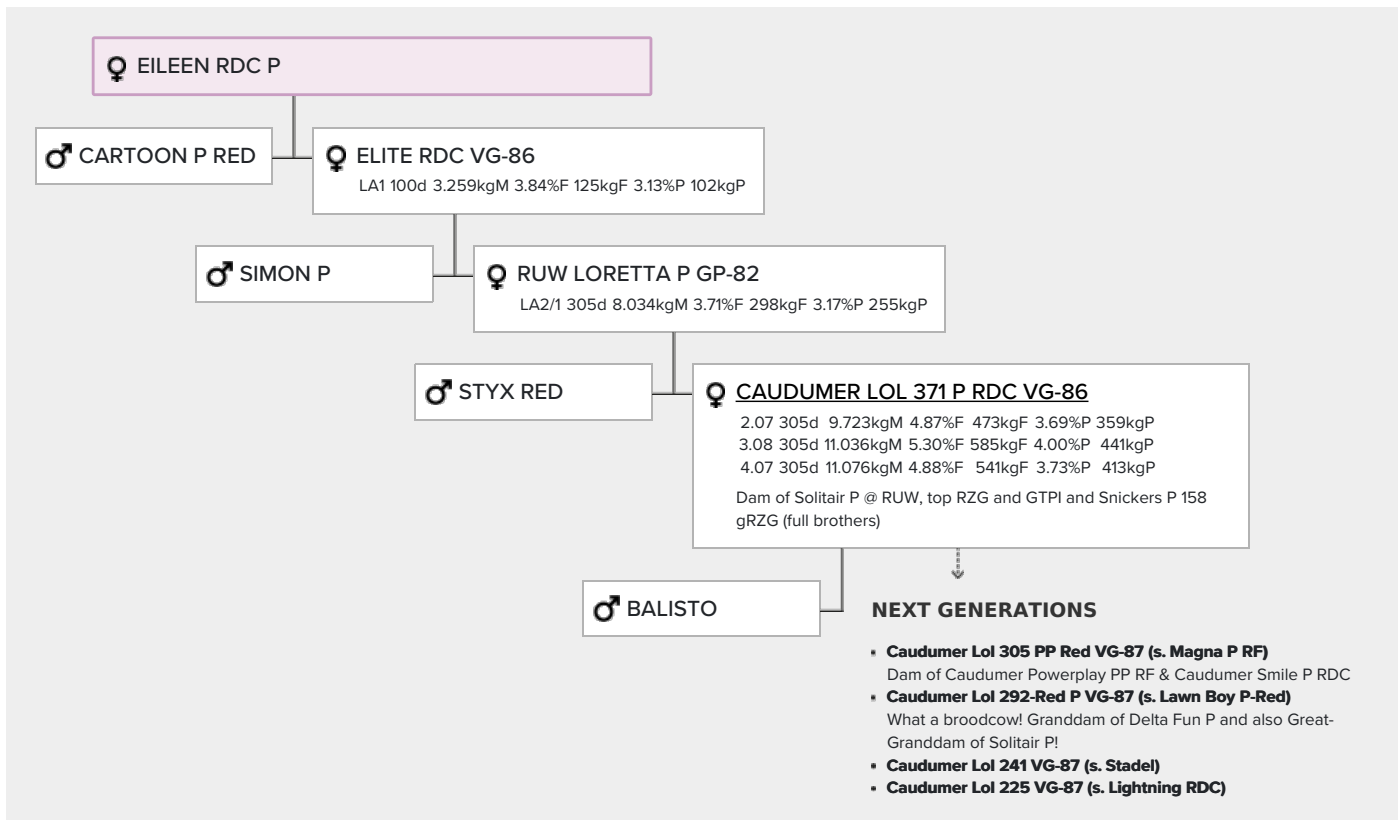 EILEEN RDC P
CARTOON P RED
ELITE RDC VG-86
LA1 100d 3.259kgM 3.84%F 125kgF 3.13%P 102kgP
SIMON P
RUW LORETTA P GP-82
LA2/1 305d 8.034kgM 3.71%F 298kgF 3.17%P 255kgP
STYX RED
CAUDUMER LOL 371 P RDC VG-86
2.07 305d 9.723kgM 4.87%F 473kgF 3.69%P 359kgP
3.08 305d 11.036kgM 5.30%F 585kgF 4.00%P 441kgP
4.07 305d 11.076kgM 4.88%F 541kgF 3.73%P 413kgP
Dam of Solitair P @ RUW, top RZG and GTPI and Snickers P 158
gRZG (full brothers)
BALISTO
NEXT GENERATIONS
Caudumer Lol 305 PP Red VG-87 (s. Magna P RF)
Dam of Caudumer Powerplay PP RF & Caudumer Smile P RDC
Caudumer Lol 292-Red P VG-87 (s. Lawn Boy P-Red)
What a broodcow! Granddam of Delta Fun P and also Great-
Granddam of Solitair P!
Caudumer Lol 241 VG-87 (s. Stadel)
Caudumer Lol 225 VG-87 (s. Lightning RDC)